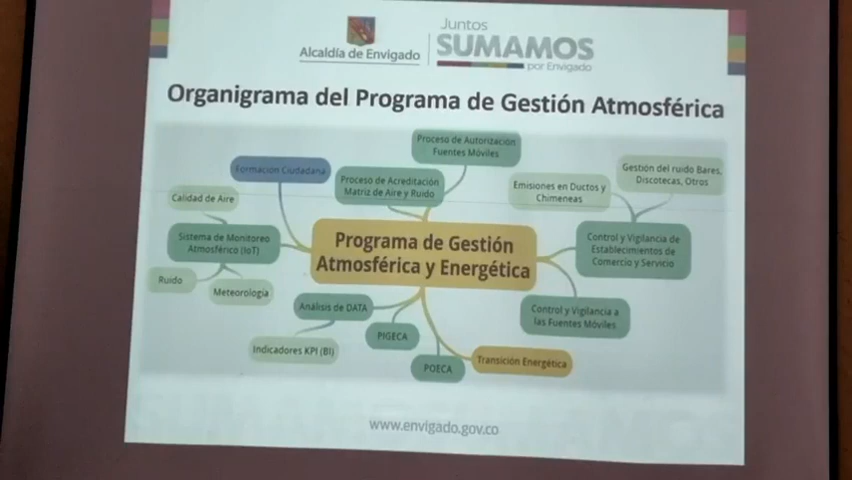 Alcaldía de Envigado
Juntos
SUMAMOS
por Envigado
Organigrama del Programa de Gestión Atmosférica
Proceso de Autorización
Fuentes Móviles
Formación Ciudadana
Proceso de Acreditación
Matriz de Aire y Ruido
Emisiones en Ductos y
Chimeneas
Gestión del ruido Bares,
Discotecas, Otros
Calidad de Aire
Sistema de Monitoreo
Atmosférico (IoT)
Programa de Gestión
Atmosférica y Energética
Control y Vigilancia de
Establecimientos de
Comercio y Servicio
Ruido
Meteorología
Análisis de DATA
Control y Vigilancia a
las Fuentes Móviles
PIGECA
Indicadores KPI (BI)
POECA
Transición Energética
www.envigado.gov.co